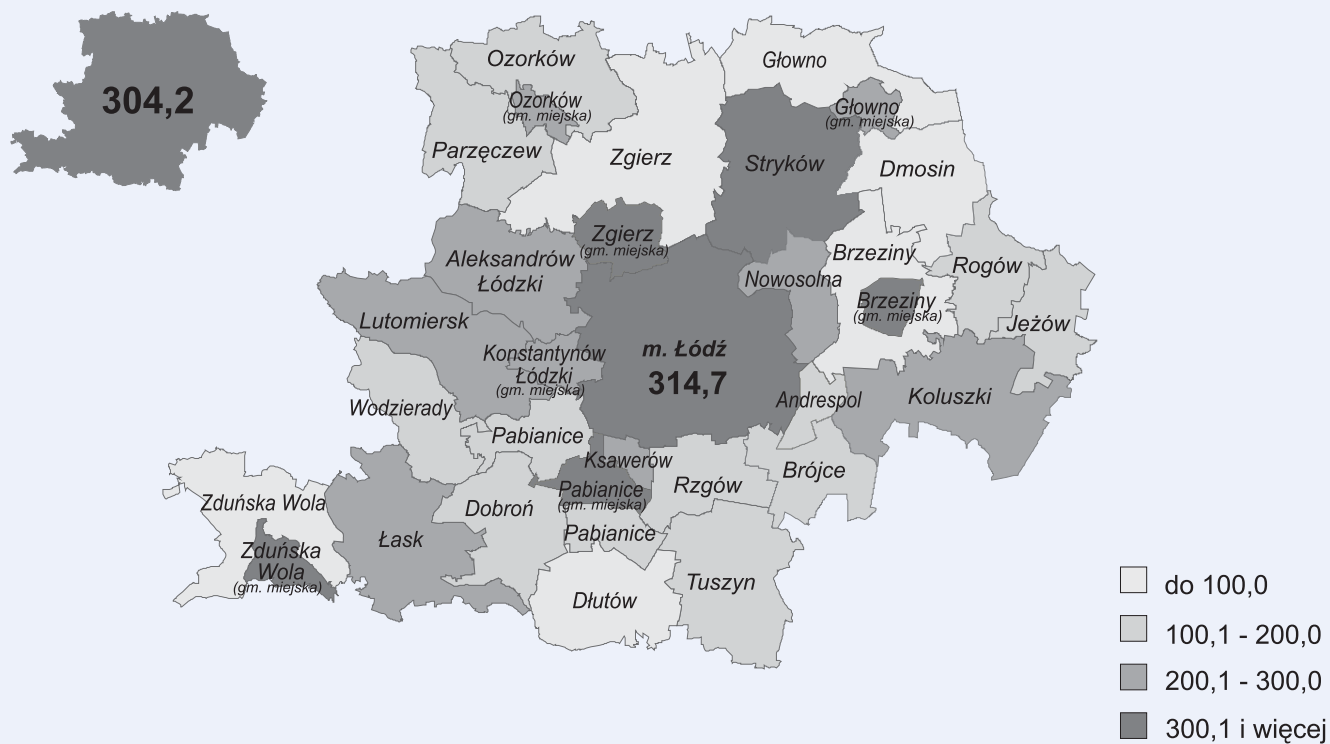 304,2
Ozorków
Głowno
Ozorków
(gm. miejska)
Głowno
(gm. miejska)
Parzęczew
Zgierz
Stryków
Dmosin
Zgierz
(gm. miejska)
Aleksandrów
Łódzki
Nowosolna
Brzeziny
Rogów
Brzeziny
(gm. miejska)
Lutomiersk
Jeżów
Konstantynów
Łódzki
(gm. miejska)
m. Łódź
314,7
Wodzierady
Andrespol
Koluszki
Pabianice
Ksawerów
Brójce
Pabianice
(gm. miejska)
Rzgów
Zduńska Wola
Dobroń
Łask
Pabianice
Zduńska
Wola
(gm. miejska)
Dłutów
Tuszyn
do 100,0
100,1 - 200,0
200,1 - 300,0
300,1 i więcej